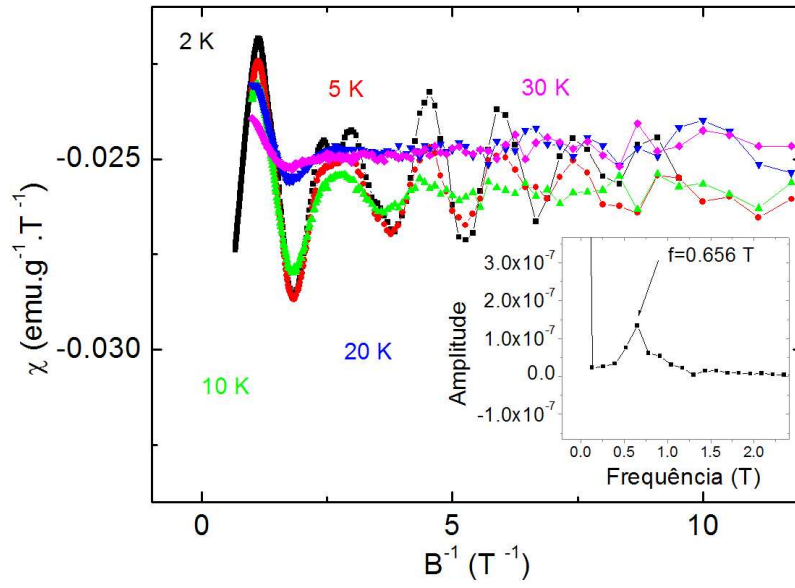 2 K
5 K
30 K
-0.025
χ (emu.g⁻¹.T⁻¹)
-0.030
20 K
10 K
0
5
10
B⁻¹ (T⁻¹)
f=0.656 T
3.0x10⁻⁷
2.0x10⁻⁷
1.0x10⁻⁷
0.0
-1.0x10⁻⁷
Amplitude
0.0
0.5
1.0
1.5
2.0
Frequência (T)